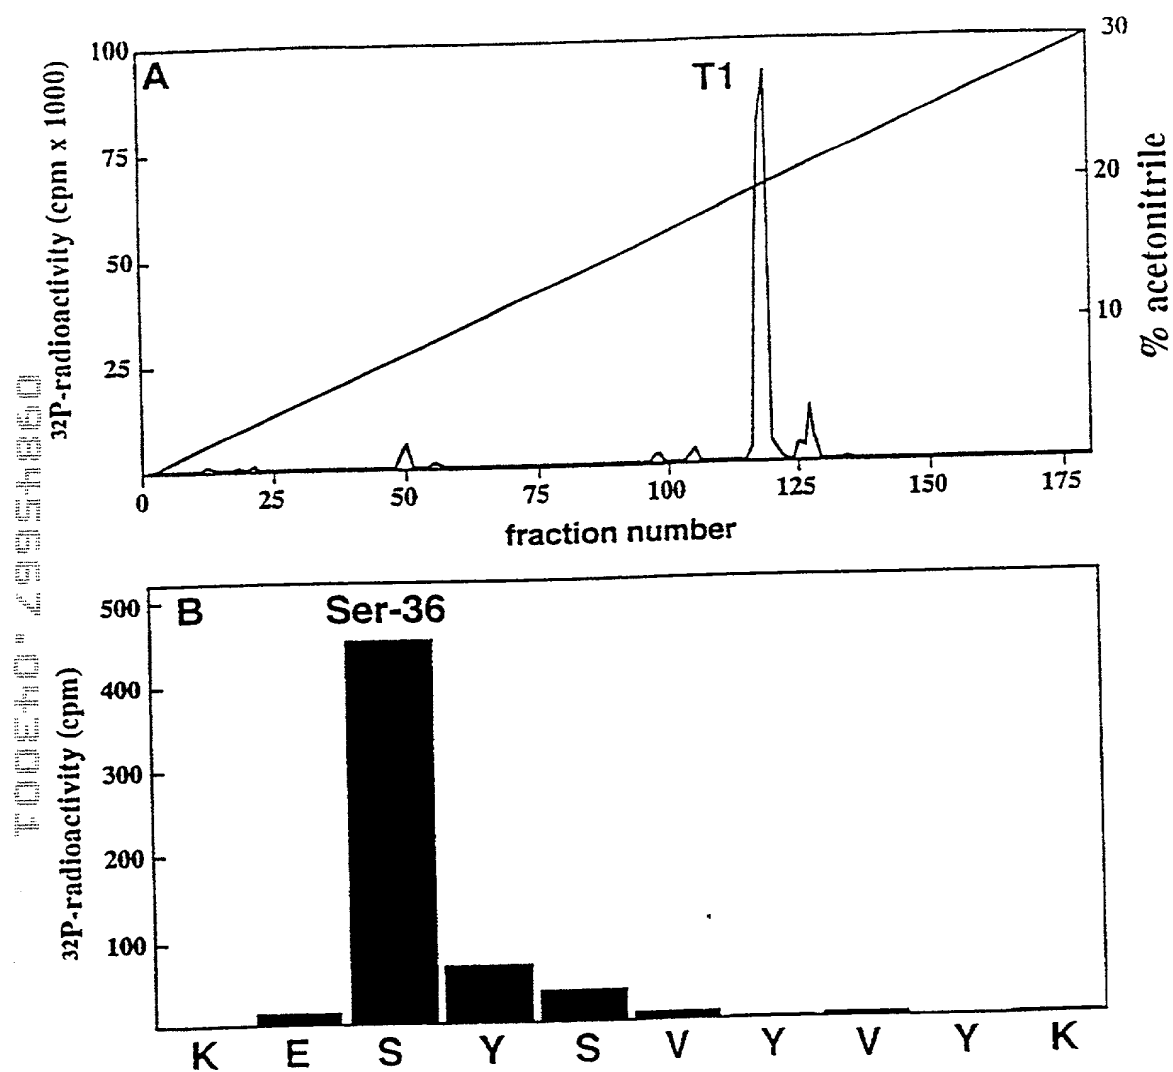 A
T1
100
75
50
25
30
20
10
32P-radioactivity (cpm x 1000)
% acetonitrile
0 25 50 75 100 125 150 175
fraction number
B
Ser-36
500
400
300
200
100
32P-radioactivity (cpm)
K E S Y S V Y V Y K